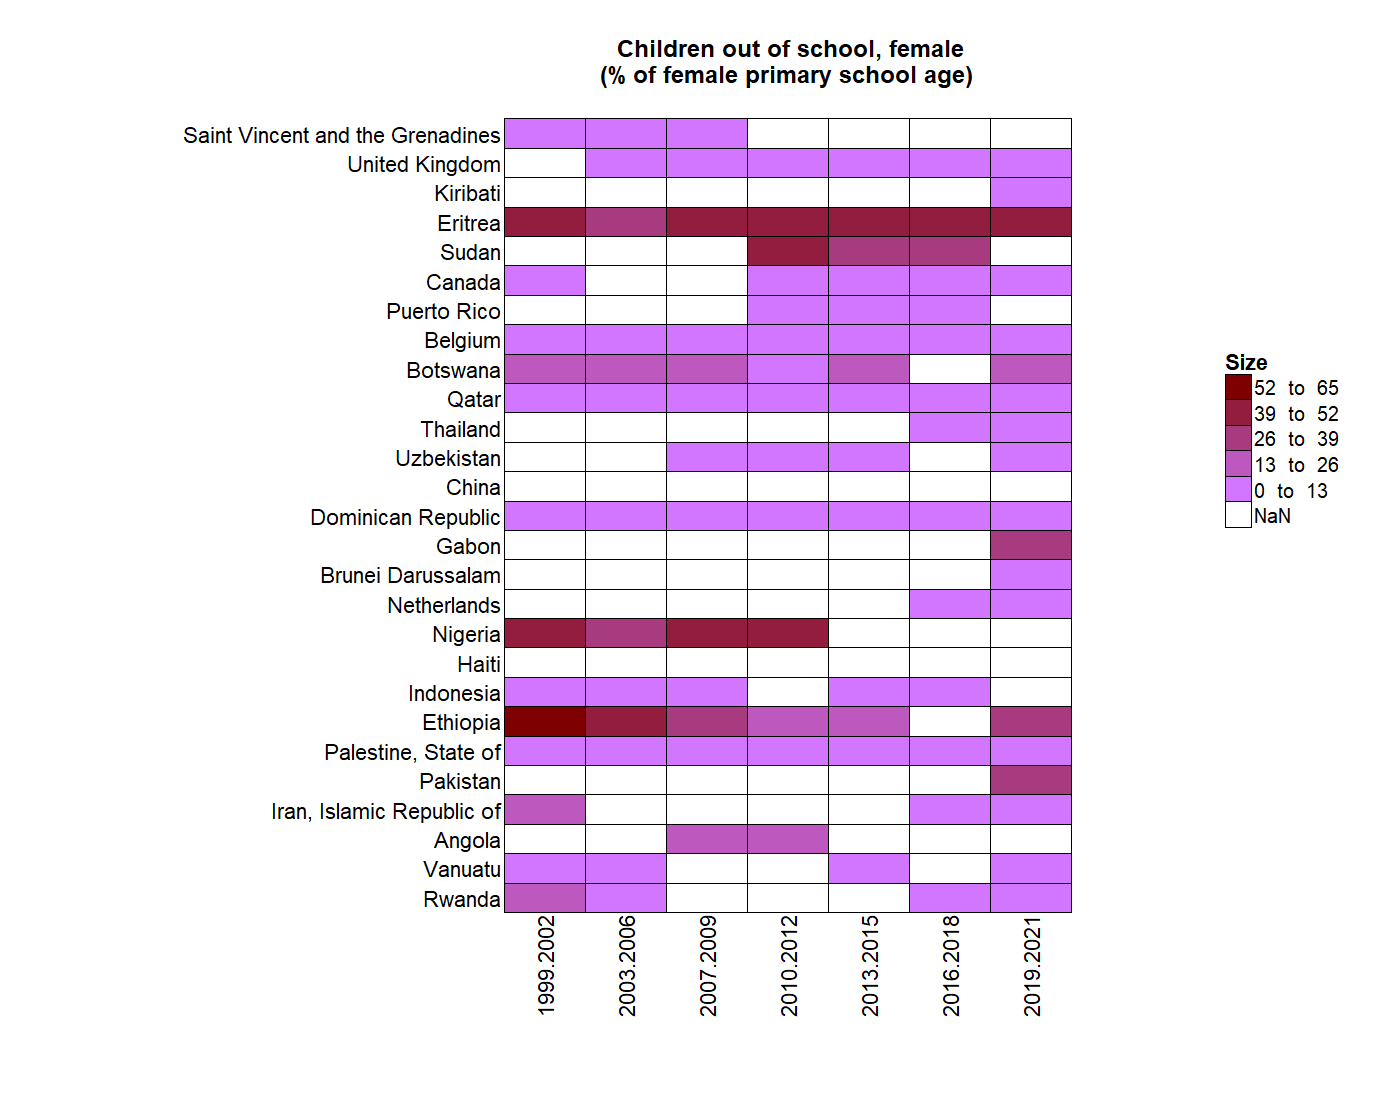 Children out of school, female
(% of female primary school age)
Saint Vincent and the Grenadines
United Kingdom
Kiribati
Eritrea
Sudan
Canada
Puerto Rico
Belgium
Botswana
Qatar
Thailand
Uzbekistan
China
Dominican Republic
Gabon
Brunei Darussalam
Netherlands
Nigeria
Haiti
Indonesia
Ethiopia
Palestine, State of
Pakistan
Iran, Islamic Republic of
Angola
Vanuatu
Rwanda
1999.2002
2003.2006
2007.2009
2010.2012
2013.2015
2016.2018
2019.2021
Size
52 to 65
39 to 52
26 to 39
13 to 26
0 to 13
NaN